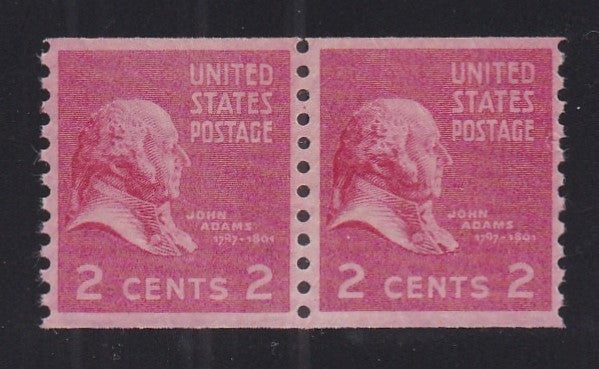 UNITED
STATES
POSTAGE
JOHN
ADAMS
1797-1801
2 CENTS 2
UNITED
STATES
POSTAGE
JOHN
ADAMS
1797-1801
2 CENTS 2